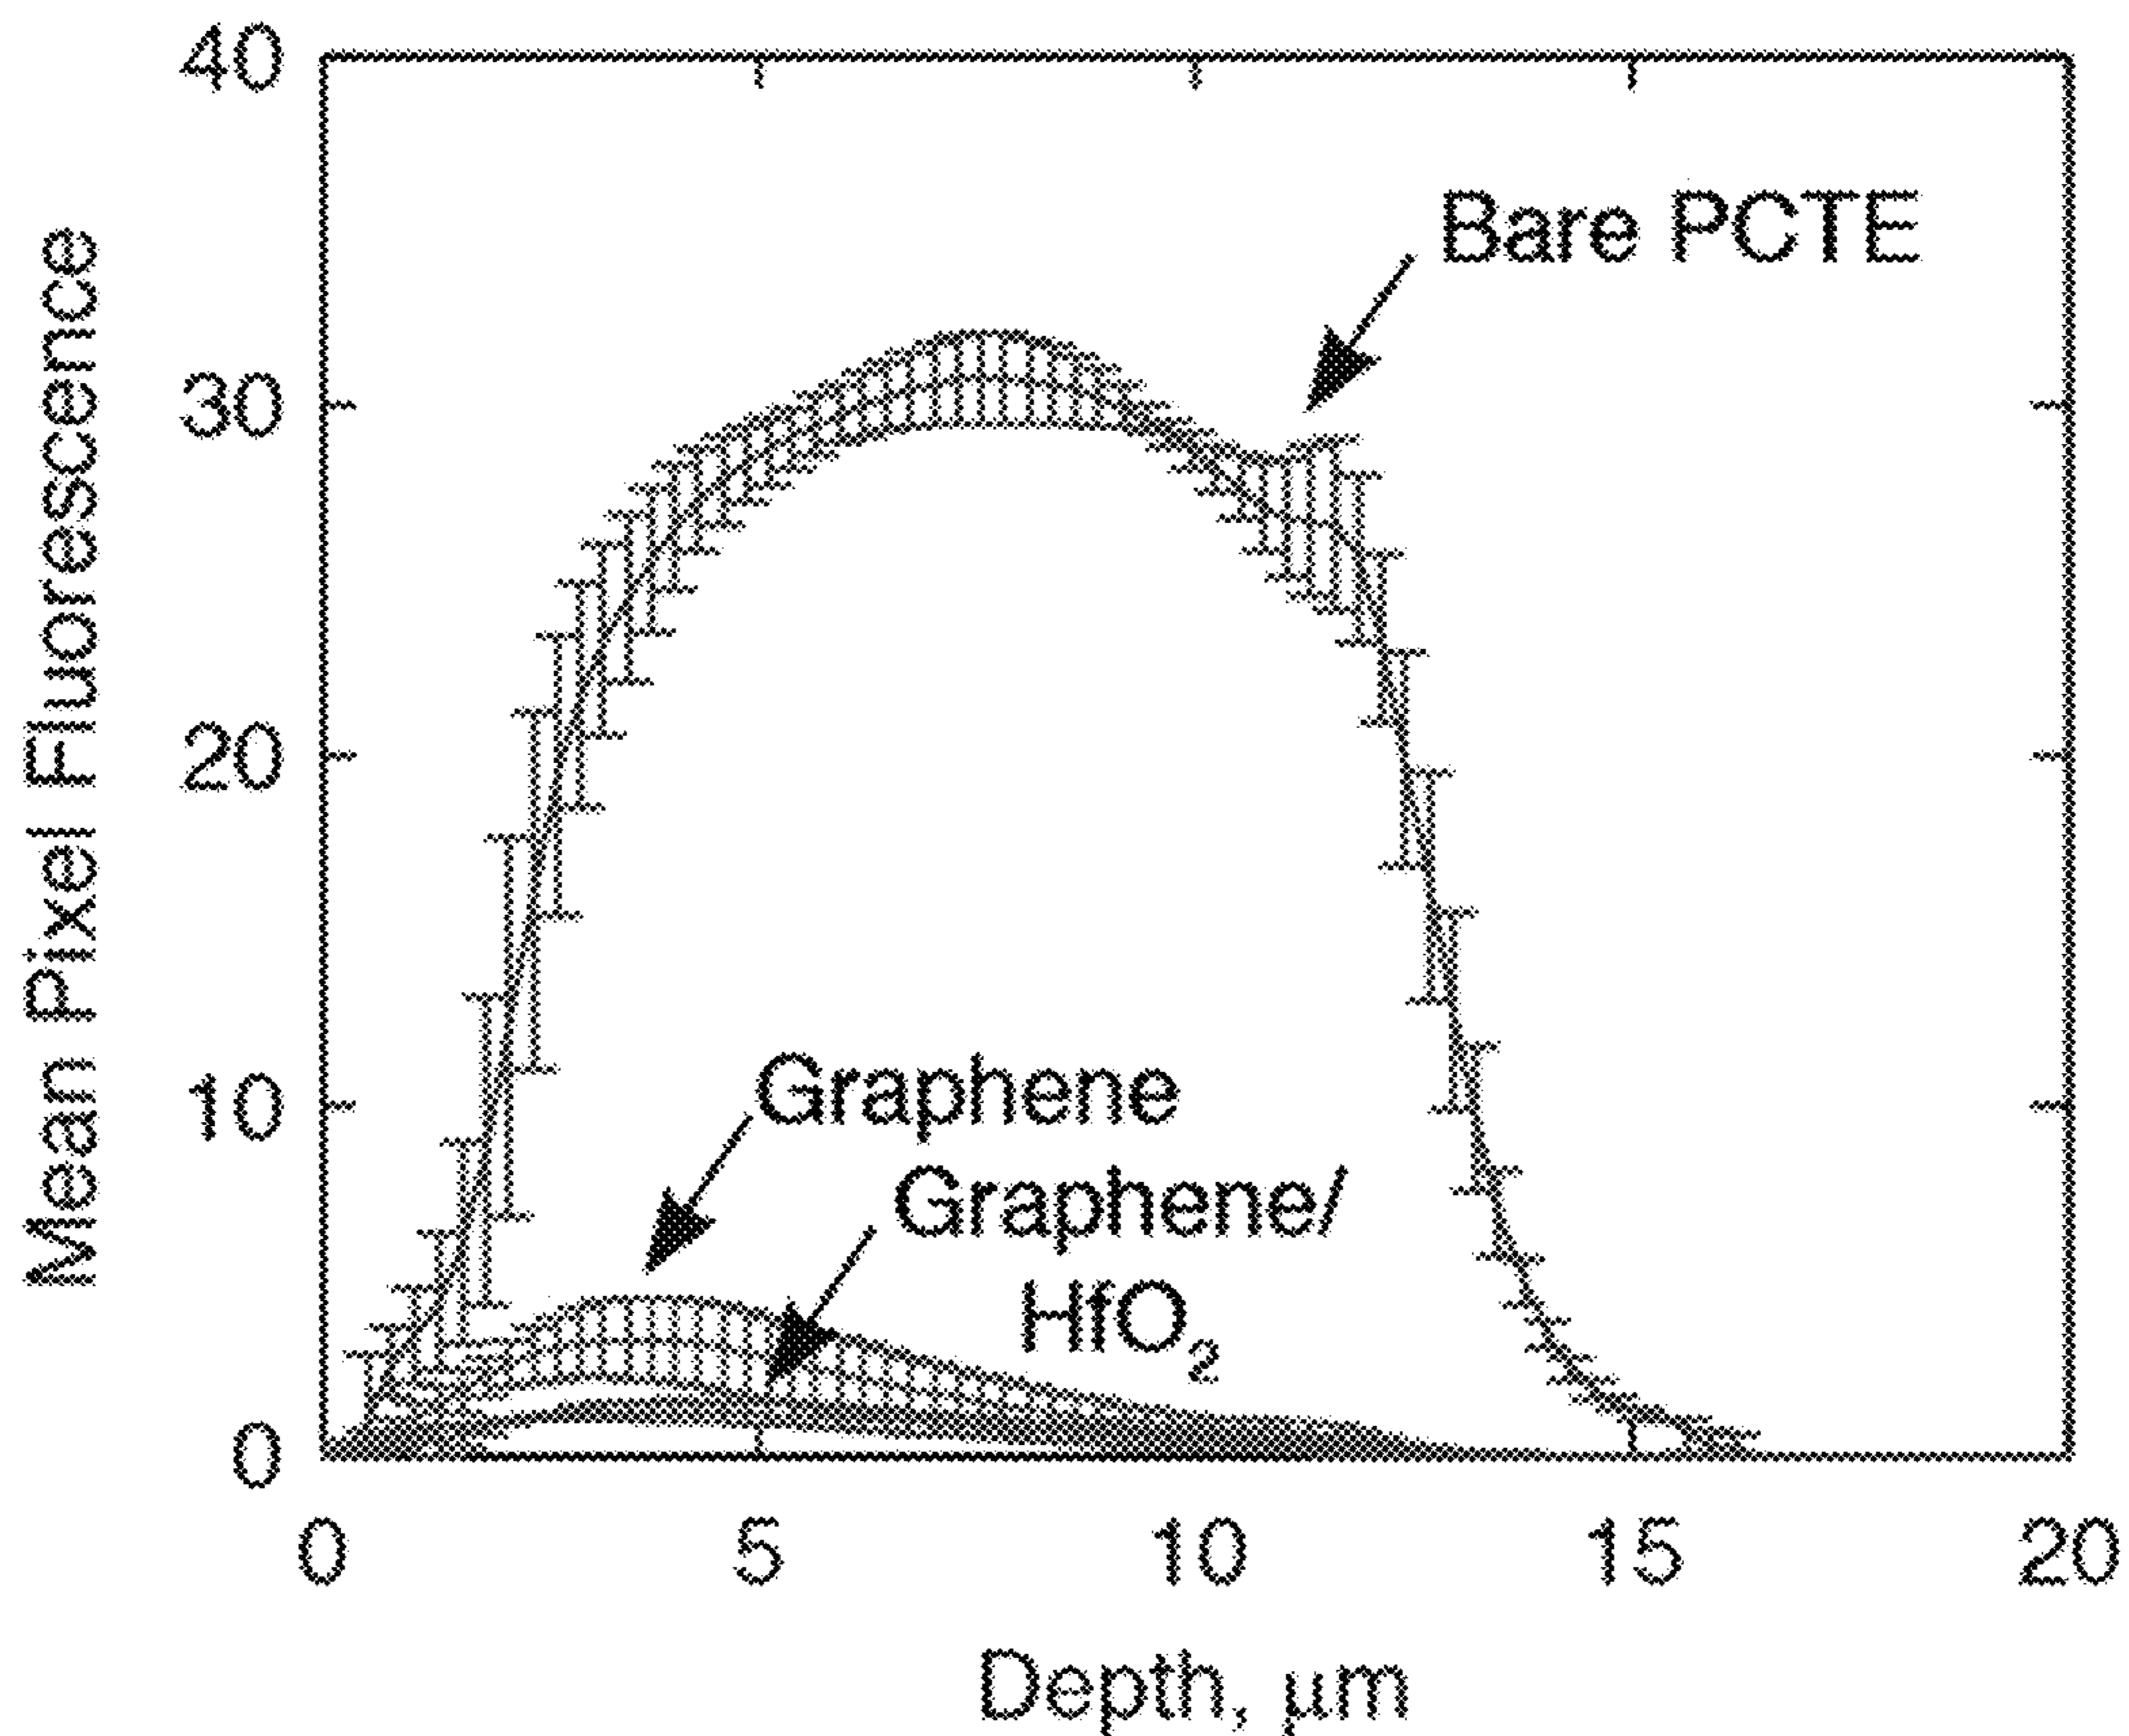 40
30
20
10
0
Mean Pixel Fluorescence
Bare PCTE
Graphene
Graphene/
HfO₂
0 5 10 15 20
Depth, µm